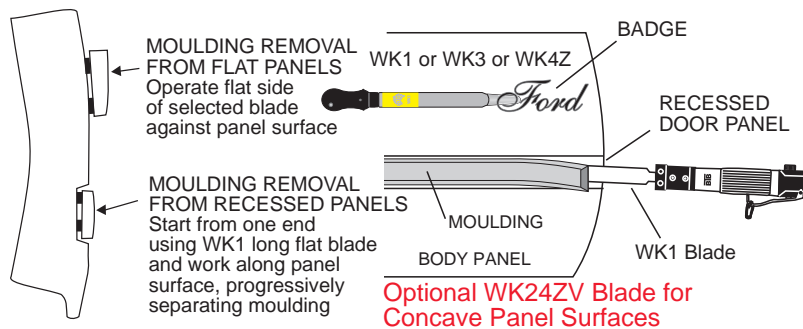 MOULDING REMOVAL
FROM FLAT PANELS
Operate flat side
of selected blade
against panel surface
MOULDING REMOVAL
FROM RECESSED PANELS
Start from one end
using WK1 long flat blade
and work along panel
surface, progressively
separating moulding
WK1 or WK3 or WK4Z
BADGE
Ford
RECESSED
DOOR PANEL
MOULDING
BODY PANEL
WK1 Blade
Optional WK24ZV Blade for
Concave Panel Surfaces